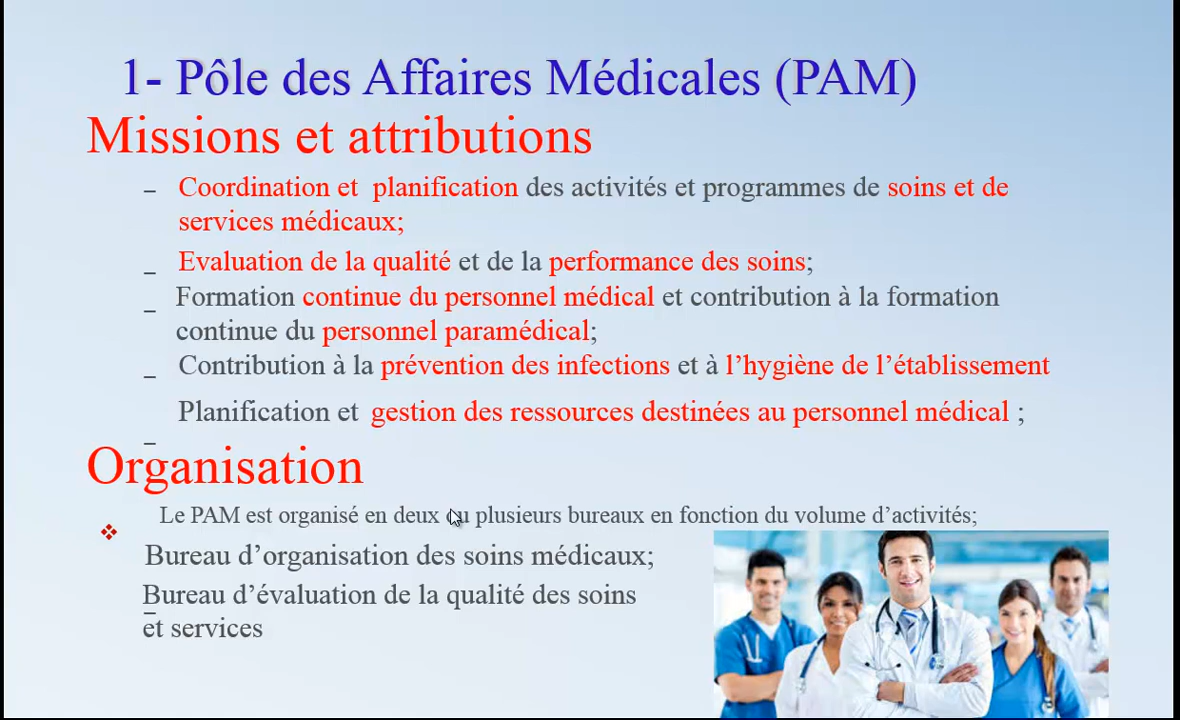 1- Pôle des Affaires Médicales (PAM)
Missions et attributions
– Coordination et planification des activités et programmes de soins et de
services médicaux;
– Evaluation de la qualité et de la performance des soins;
– Formation continue du personnel médical et contribution à la formation
continue du personnel paramédical;
– Contribution à la prévention des infections et à l’hygiène de l’établissement
– Planification et gestion des ressources destinées au personnel médical ;
Organisation
❖ Le PAM est organisé en deux ou plusieurs bureaux en fonction du volume d’activités;
Bureau d’organisation des soins médicaux;
– Bureau d’évaluation de la qualité des soins
et services